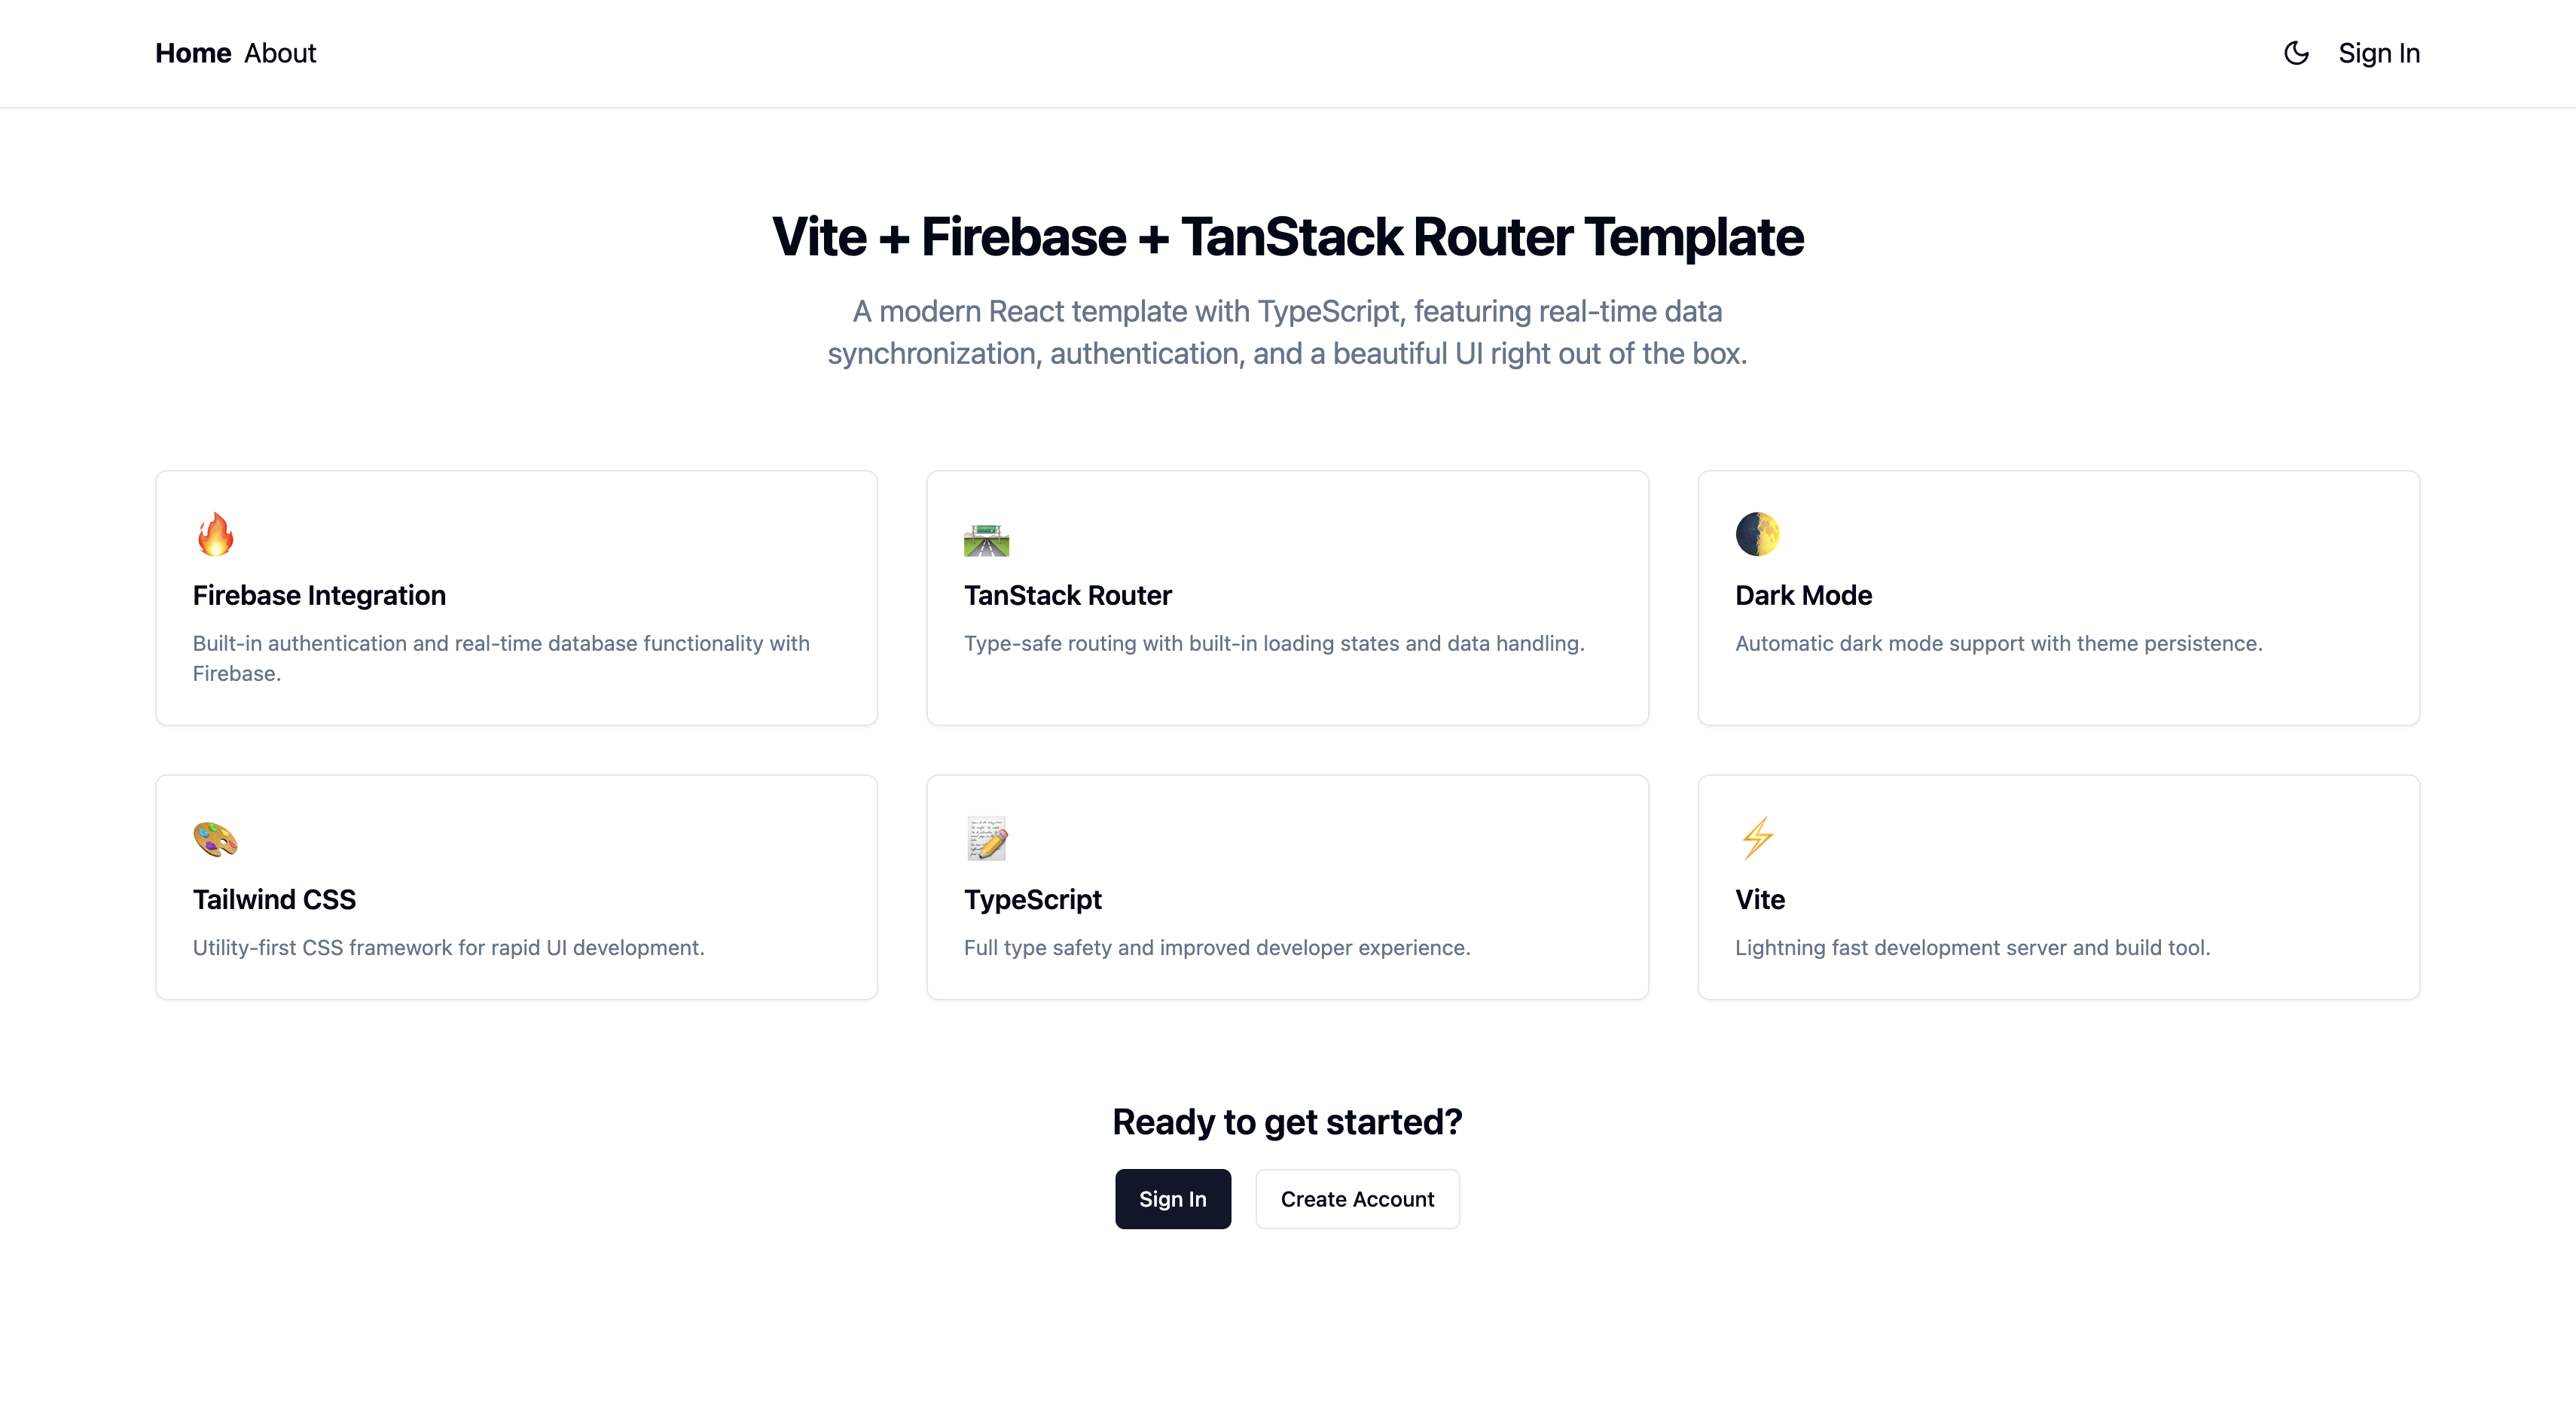 Home About
Sign In
Vite + Firebase + TanStack Router Template
A modern React template with TypeScript, featuring real-time data
synchronization, authentication, and a beautiful UI right out of the box.
Firebase Integration
Built-in authentication and real-time database functionality with
Firebase.
TanStack Router
Type-safe routing with built-in loading states and data handling.
Dark Mode
Automatic dark mode support with theme persistence.
Tailwind CSS
Utility-first CSS framework for rapid UI development.
TypeScript
Full type safety and improved developer experience.
Vite
Lightning fast development server and build tool.
Ready to get started?
Sign In
Create Account